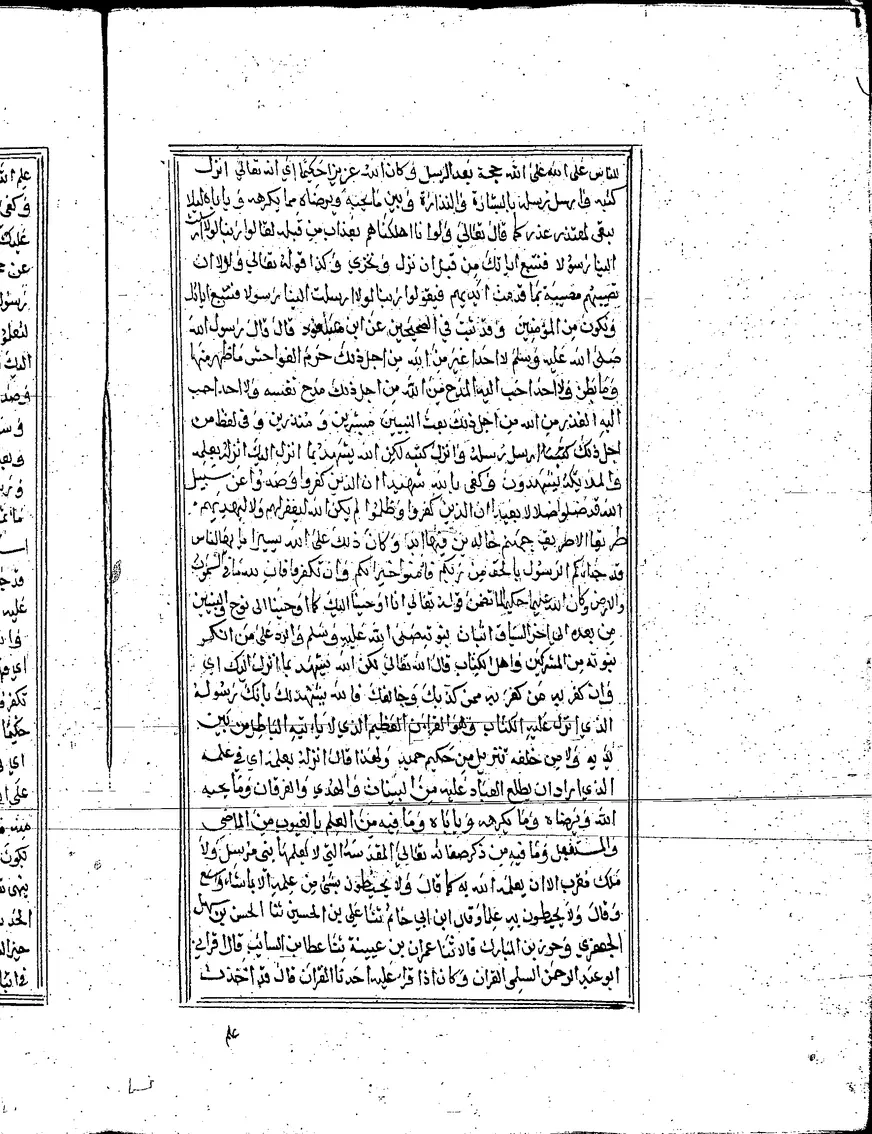 للناس على الله على الله حجة بعد الرسل وكان الله عزيزا حكيما اي انه تعالى انزل
كتبه وارسل رسله بالبشارة والنذارة وبين ما يحبه ويرضاه مما يكرهه وياباه ليلا
يبقى لمعتذر عذر كما قال تعالى ولو انا اهلكناهم بعذاب من قبله لقالوا ربنا لولا ارسلت
الينا رسولا فنتبع اياتك من قبل ان نذل ونخزى وكذا قوله تعالى ولولا ان
تصيبهم مصيبة بما قدمت ايديهم فيقولوا ربنا لولا ارسلت الينا رسولا فنتبع اياتك
ونكون من المؤمنين وقد ثبت في الصحيحين عن ابن مسعود قال قال رسول الله
صلى الله عليه وسلم لا احد اغير من الله من اجل ذلك حرم الفواحش ما ظهر منها
وما بطن ولا احد احب اليه المدح من الله من اجل ذلك مدح نفسه ولا احد احب
اليه العذر من الله من اجل ذلك بعث النبيين مبشرين ومنذرين وفي لفظ من
اجل ذلك ارسل رسله وانزل كتبه لكن الله يشهد بما انزل اليك انزله بعلمه
والملايكة يشهدون وكفى بالله شهيدا ان الذين كفروا وصدوا عن سبيل
الله قد ضلوا ضلالا بعيدا ان الذين كفروا وظلموا لم يكن الله ليغفر لهم ولا ليهديهم
طريقا الا طريق جهنم خالدين فيها ابدا وكان ذلك على الله يسيرا يا ايها الناس
قد جاءكم الرسول بالحق من ربكم فامنوا خيرا لكم وان تكفروا فان لله ما في السموات
والارض وكان الله عليما حكيما لما تضمن قوله تعالى انا اوحينا اليك كما اوحينا الى نوح والنبيين
من بعده الى اخر السياق اثبات نبوته صلى الله عليه وسلم والرد على من انكر
نبوته من المشركين واهل الكتاب قال الله تعالى لكن الله يشهد بما انزل اليك اي
وان كفر به من كفر به ممن كذبك وخالفك فالله يشهد لك بانك رسوله
الذي انزل عليه الكتاب وهو القران العظيم الذي لا ياتيه الباطل من بين
يديه ولا من خلفه تنزيل من حكيم حميد ولهذا قال انزله بعلمه اي فيه علمه
الذي اراد ان يطلع العباد عليه من البينات والهدى والفرقان وما يحبه
الله ويرضاه وما يكرهه وياباه وما فيه من العلم بالغيوب من الماضي
والمستقبل وما فيه من ذكر صفاته تعالى المقدسة التي لا يعلمها نبي مرسل ولا
ملك مقرب الا ان يعلمه الله به كما قال ولا يحيطون بشئ من علمه الا بما شاء وسع
وقال ولا يحيطون به علما وقال ابن ابي حاتم ثنا علي بن الحسين ثنا الحسن بن سهل
الجعفري وحرز بن المبارك قالا ثنا عمران بن عيينة ثنا عطا بن السائب قال اقراني
ابو عبد الرحمن السلمي القران وكان اذا قرا عليه احدنا القران قال قد اخذت
علم